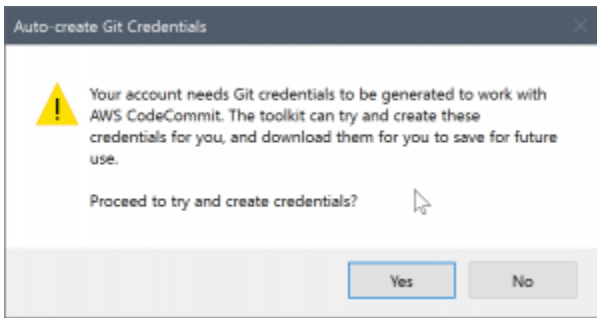 Auto-create Git Credentials
Your account needs Git credentials to be generated to work with
AWS CodeCommit. The toolkit can try and create these
credentials for you, and download them for you to save for future
use.
Proceed to try and create credentials?
Yes
No